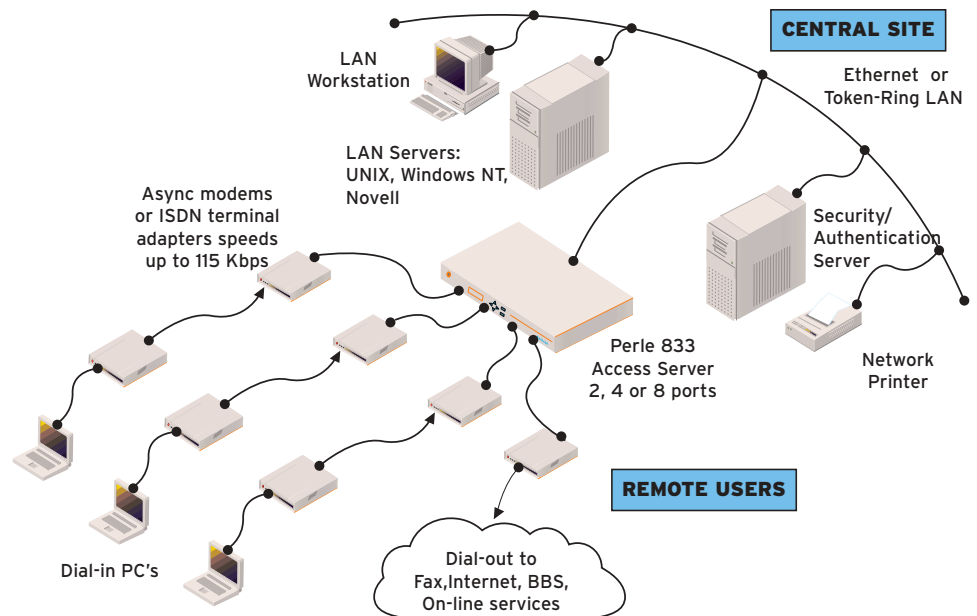 CENTRAL SITE
LAN
Workstation
Ethernet or
Token-Ring LAN
LAN Servers:
UNIX, Windows NT,
Novell
Async modems
or ISDN terminal
adapters speeds
up to 115 Kbps
Security/
Authentication
Server
Perle 833
Access Server
2, 4 or 8 ports
Network
Printer
REMOTE USERS
Dial-in PC's
Dial-out to
Fax,Internet, BBS,
On-line services